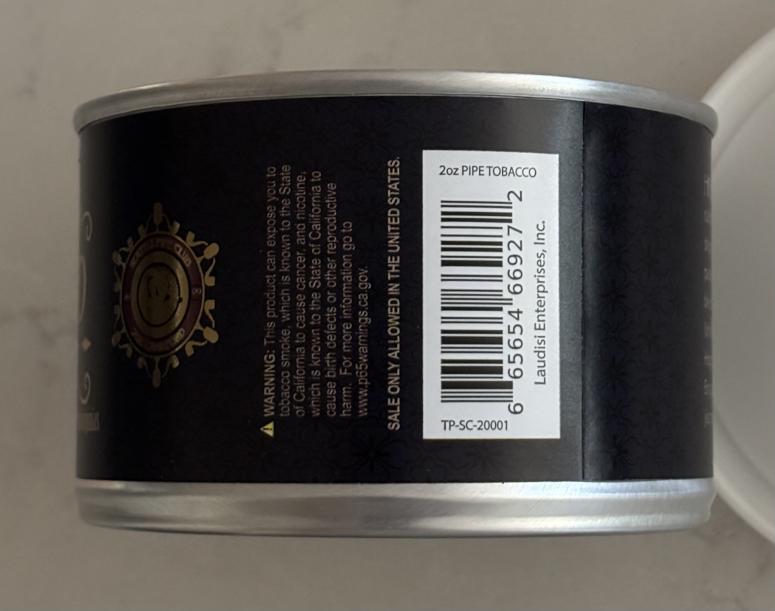 ⚠ WARNING: This product can expose you to
tobacco smoke, which is known to the State
of California to cause cancer, and nicotine,
which is known to the State of California to
cause birth defects or other reproductive
harm. For more information go to
www.p65warnings.ca.gov.
SALE ONLY ALLOWED IN THE UNITED STATES.
2oz PIPE TOBACCO
6 65654 66927 2
Laudisi Enterprises, Inc.
TP-SC-20001